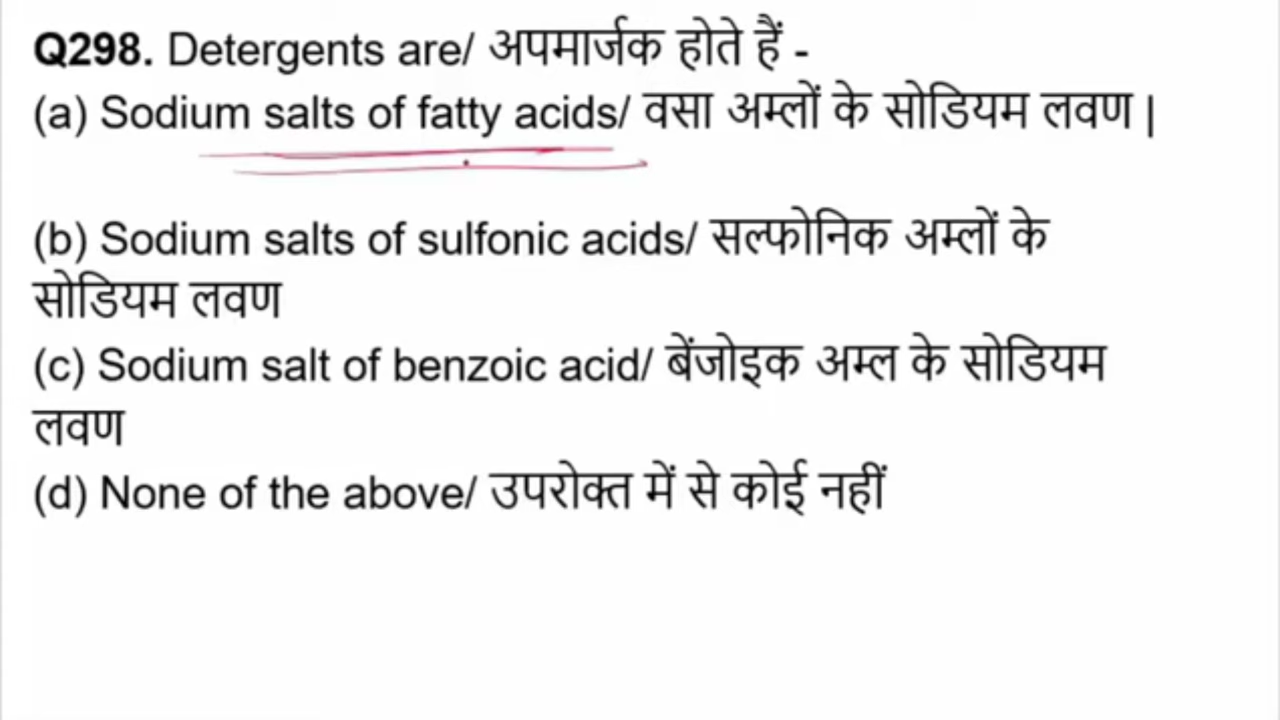 Q298. Detergents are/ अपमार्जक होते हैं -
(a) Sodium salts of fatty acids/ वसा अम्लों के सोडियम लवण |
(b) Sodium salts of sulfonic acids/ सल्फोनिक अम्लों के
सोडियम लवण
(c) Sodium salt of benzoic acid/ बेंजोइक अम्ल के सोडियम
लवण
(d) None of the above/ उपरोक्त में से कोई नहीं